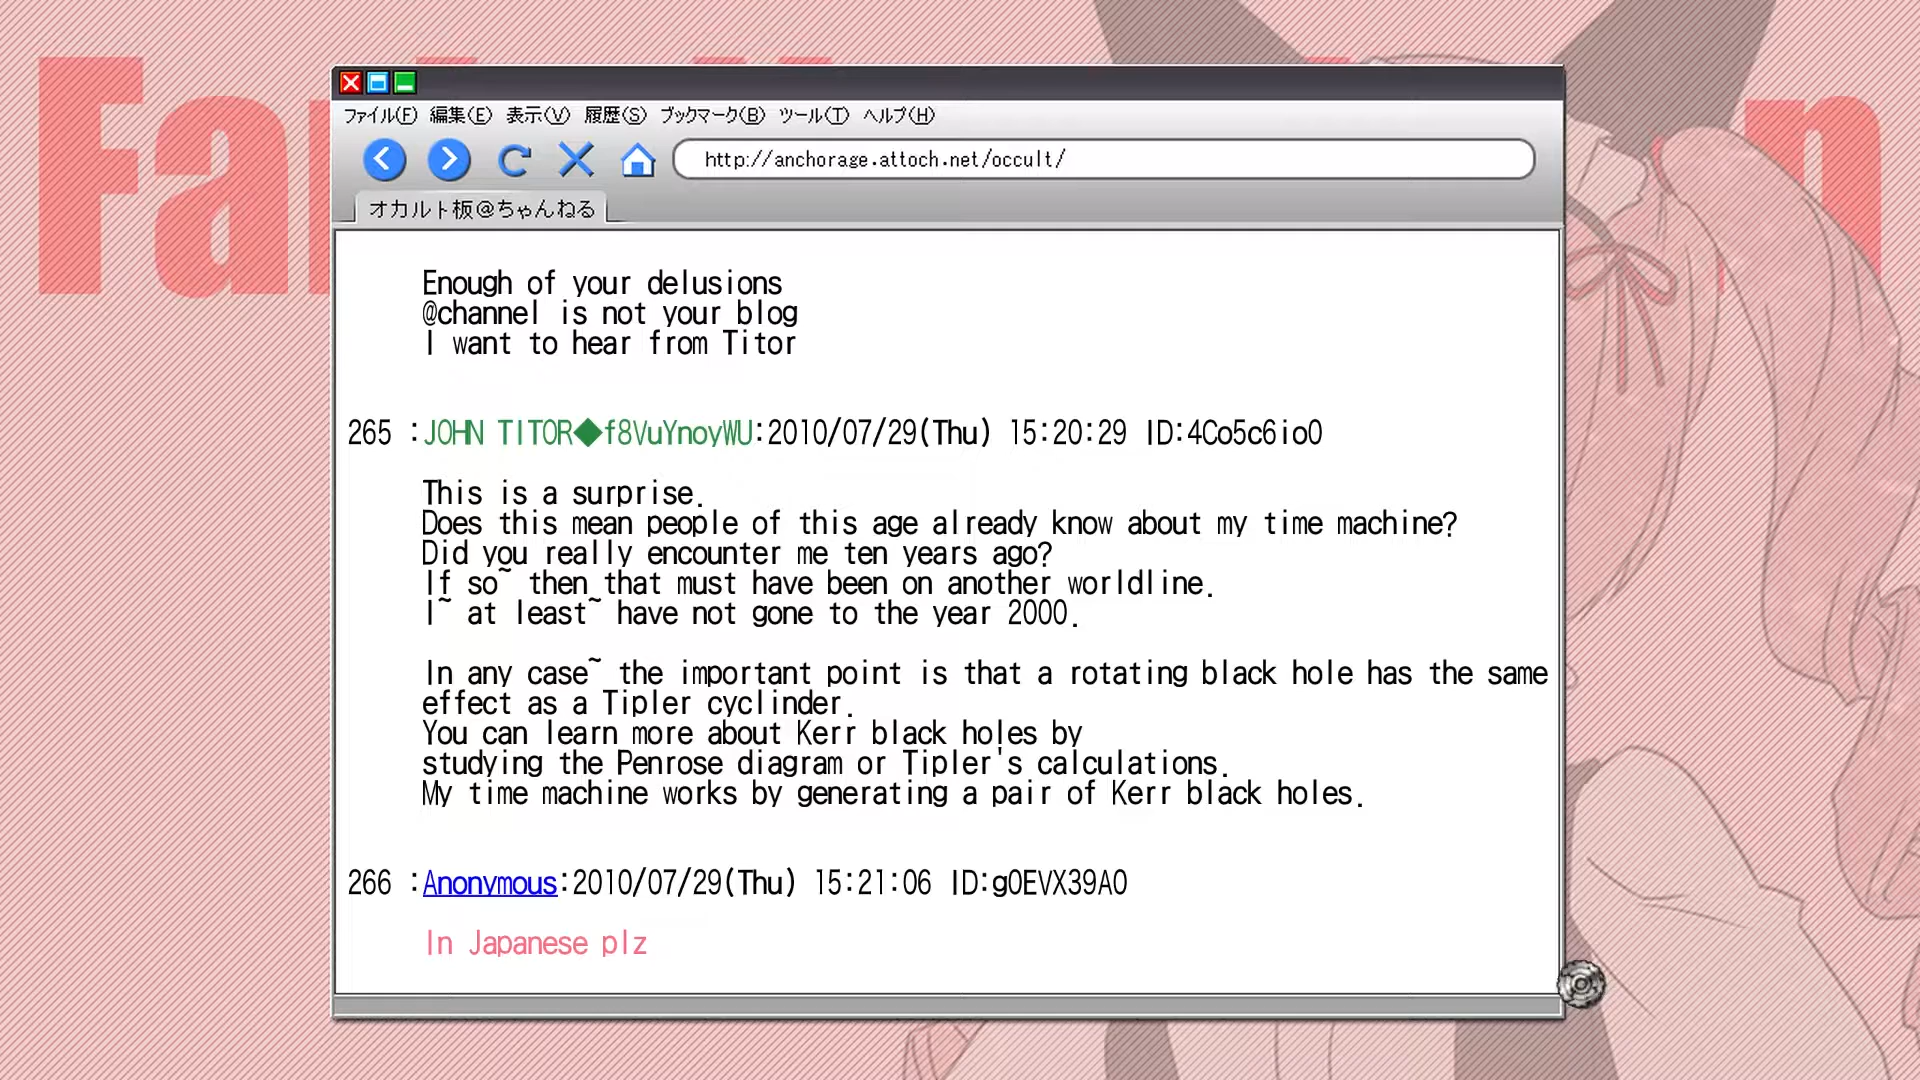 ファイル(F) 編集(E) 表示(V) 履歴(S) ブックマーク(B) ツール(T) ヘルプ(H)
http://anchorage.attoch.net/occult/
オカルト板@ちゃんねる
Enough of your delusions
@channel is not your blog
I want to hear from Titor
265 :JOHN TITOR◆f8VuYnoyWU:2010/07/29(Thu) 15:20:29 ID:4Co5c6io0
This is a surprise.
Does this mean people of this age already know about my time machine?
Did you really encounter me ten years ago?
If so~ then that must have been on another worldline.
I~ at least~ have not gone to the year 2000.
In any case~ the important point is that a rotating black hole has the same
effect as a Tipler cyclinder.
You can learn more about Kerr black holes by
studying the Penrose diagram or Tipler's calculations.
My time machine works by generating a pair of Kerr black holes.
266 :Anonymous:2010/07/29(Thu) 15:21:06 ID:g0EVX39A0
In Japanese plz